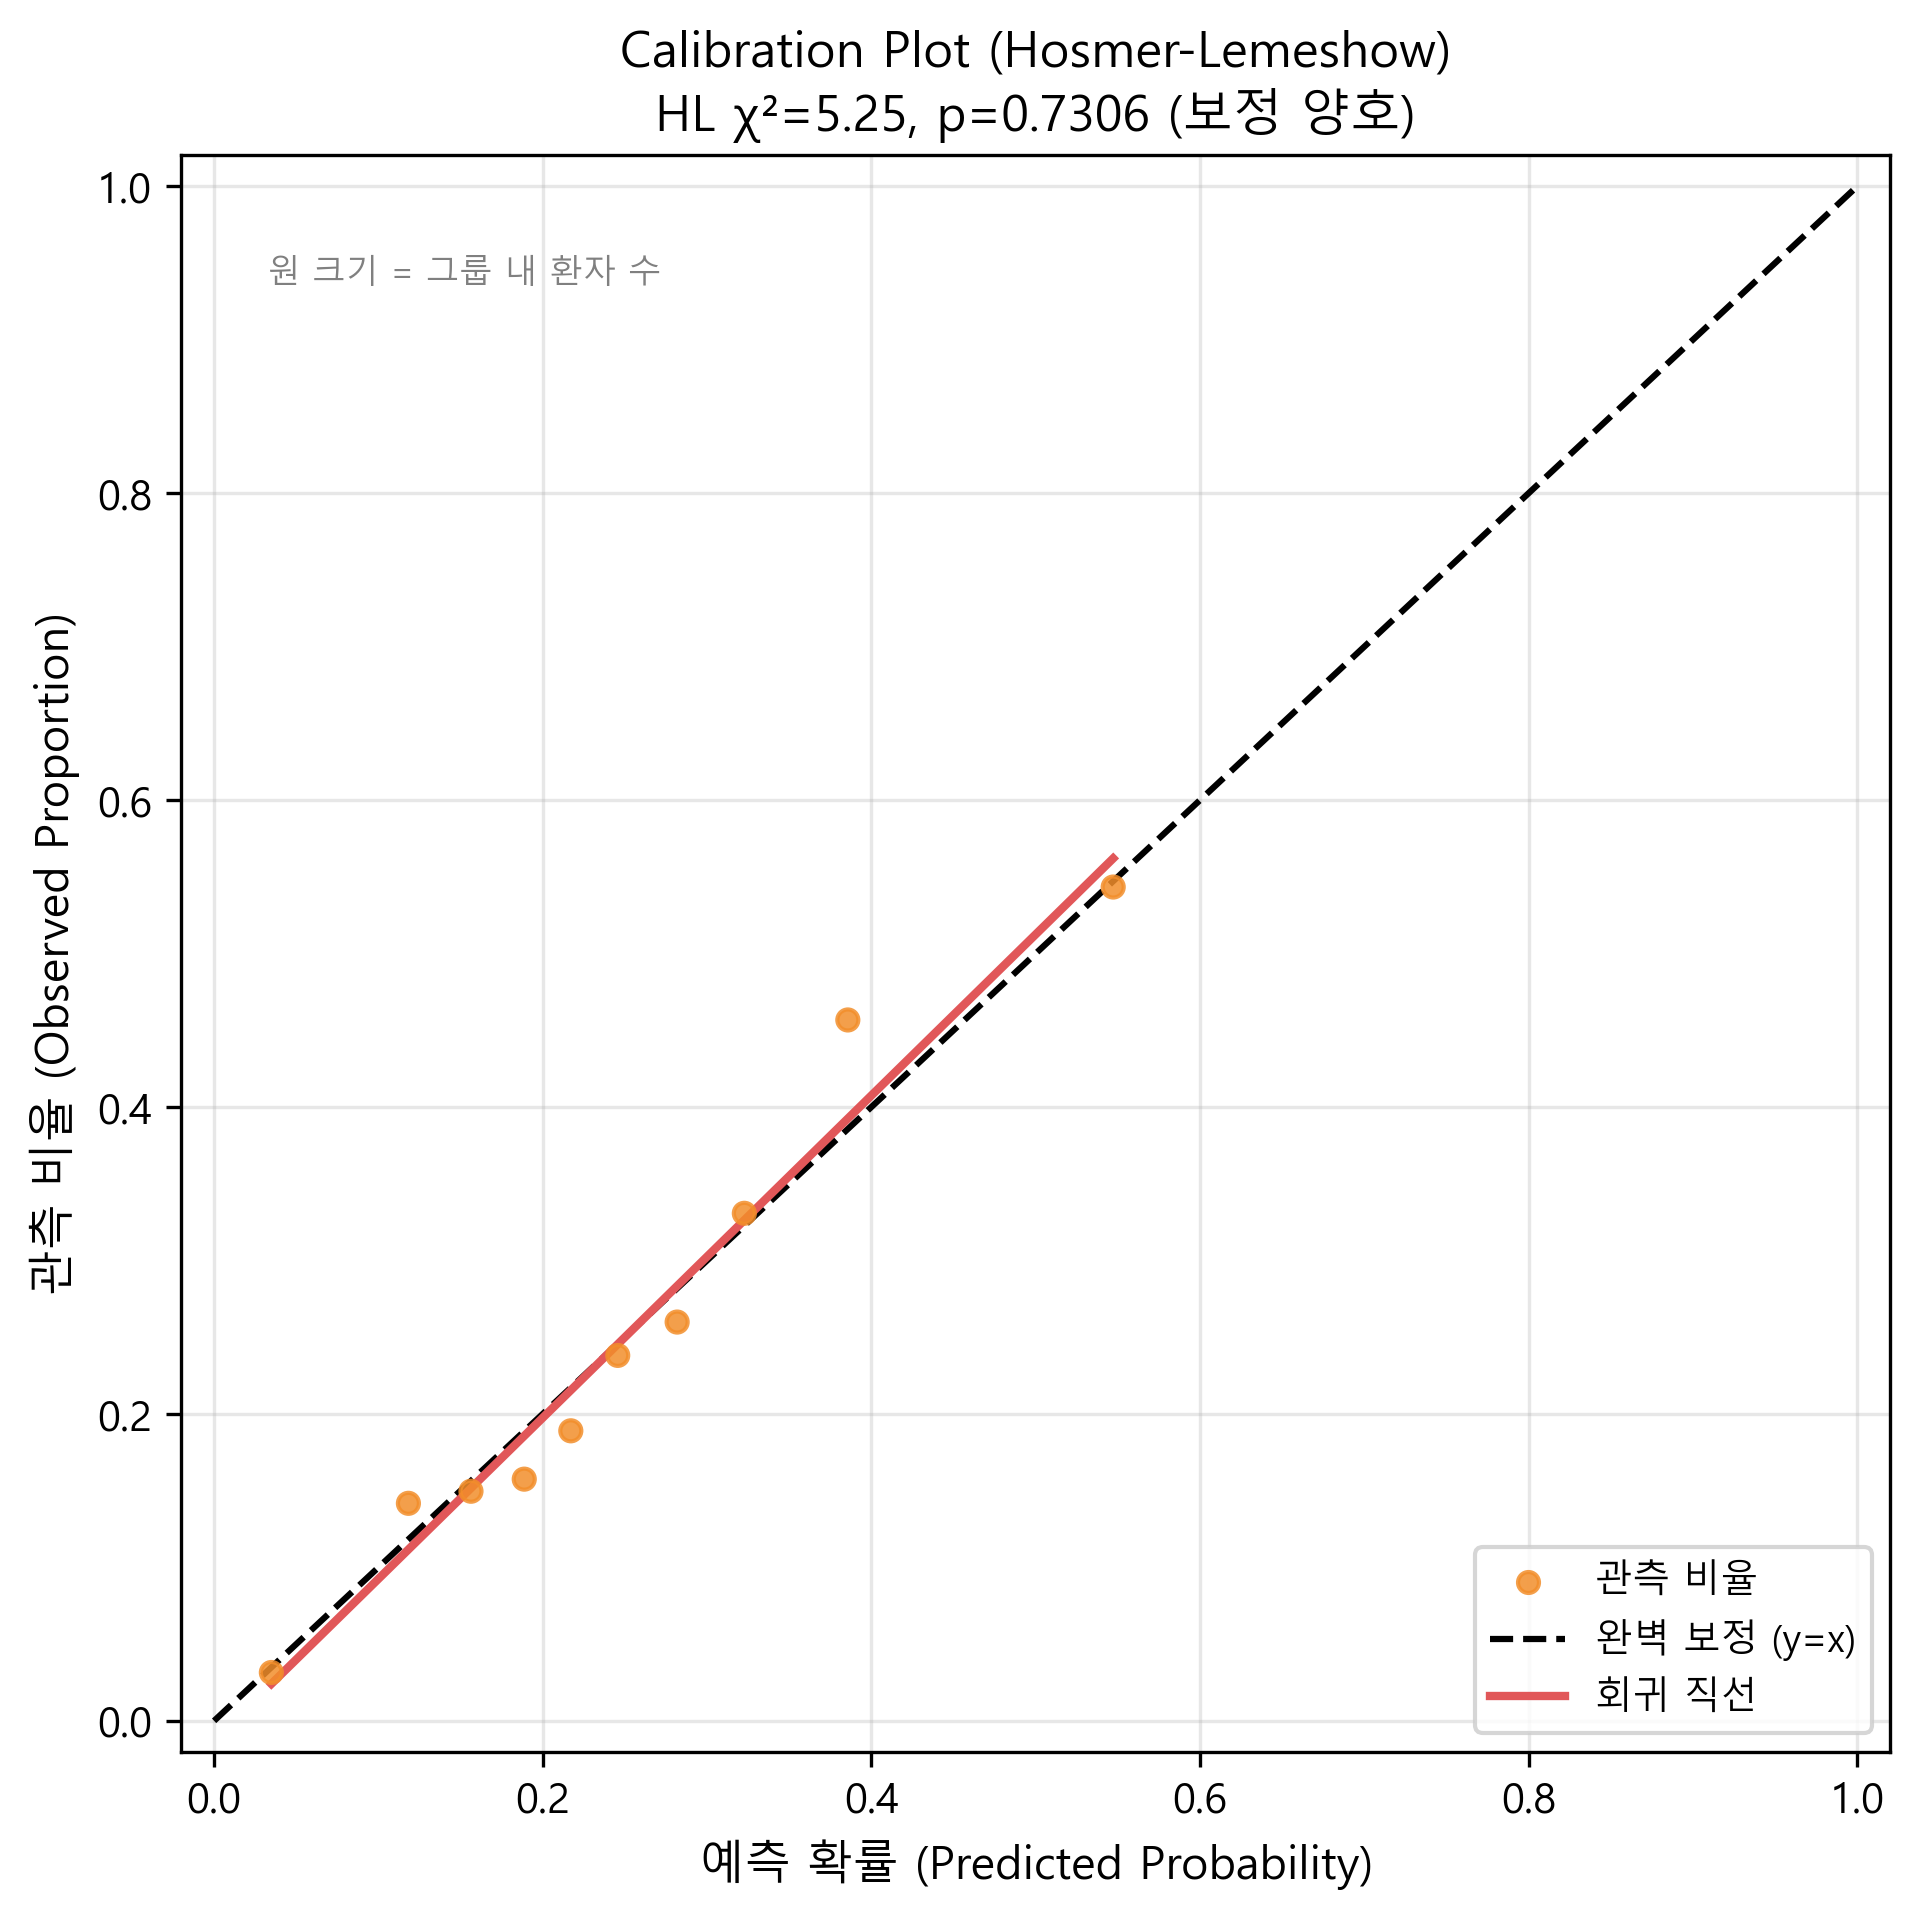 Calibration Plot (Hosmer-Lemeshow)
HL χ²=5.25, p=0.7306 (보정 양호)
원 크기 = 그룹 내 환자 수
관측 비율 (Observed Proportion)
1.0
0.8
0.6
0.4
0.2
0.0
관측 비율
완벽 보정 (y=x)
회귀 직선
0.0 0.2 0.4 0.6 0.8 1.0
예측 확률 (Predicted Probability)